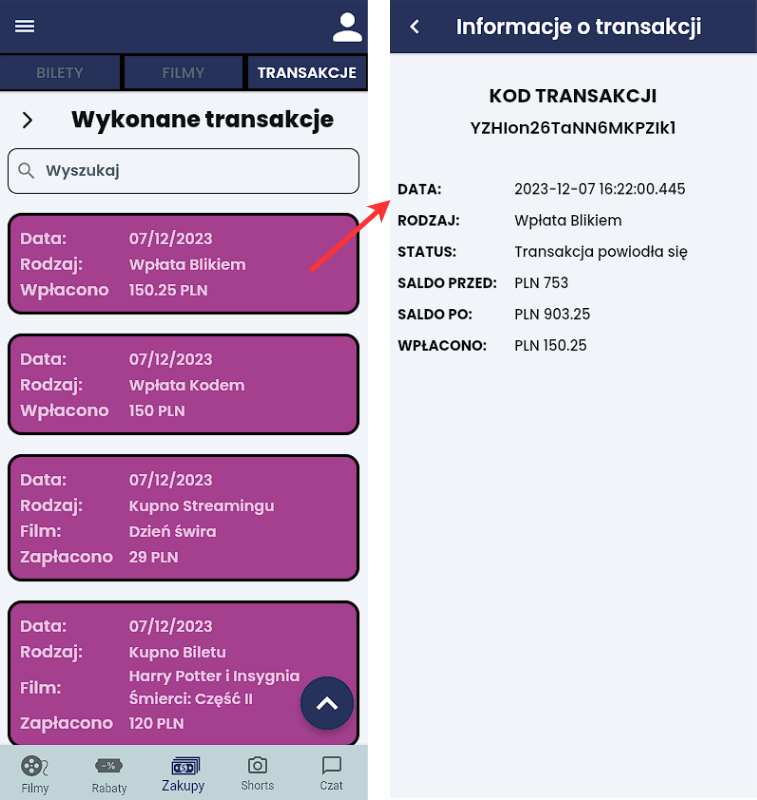 BILETY FILMY TRANSAKCJE
Wykonane transakcje
Wyszukaj
Data: 07/12/2023
Rodzaj: Wpłata Blikiem
Wpłacono 150.25 PLN
Data: 07/12/2023
Rodzaj: Wpłata Kodem
Wpłacono 150 PLN
Data: 07/12/2023
Rodzaj: Kupno Streamingu
Film: Dzień świra
Zapłacono 29 PLN
Data: 07/12/2023
Rodzaj: Kupno Biletu
Film: Harry Potter i Insygnia
Śmierci: Część II
Zapłacono 120 PLN
-%
Filmy Rabaty Zakupy Shorts Czat
Informacje o transakcji
KOD TRANSAKCJI
YZHIon26TaNN6MKPZIk1
DATA: 2023-12-07 16:22:00.445
RODZAJ: Wpłata Blikiem
STATUS: Transakcja powiodła się
SALDO PRZED: PLN 753
SALDO PO: PLN 903.25
WPŁACONO: PLN 150.25